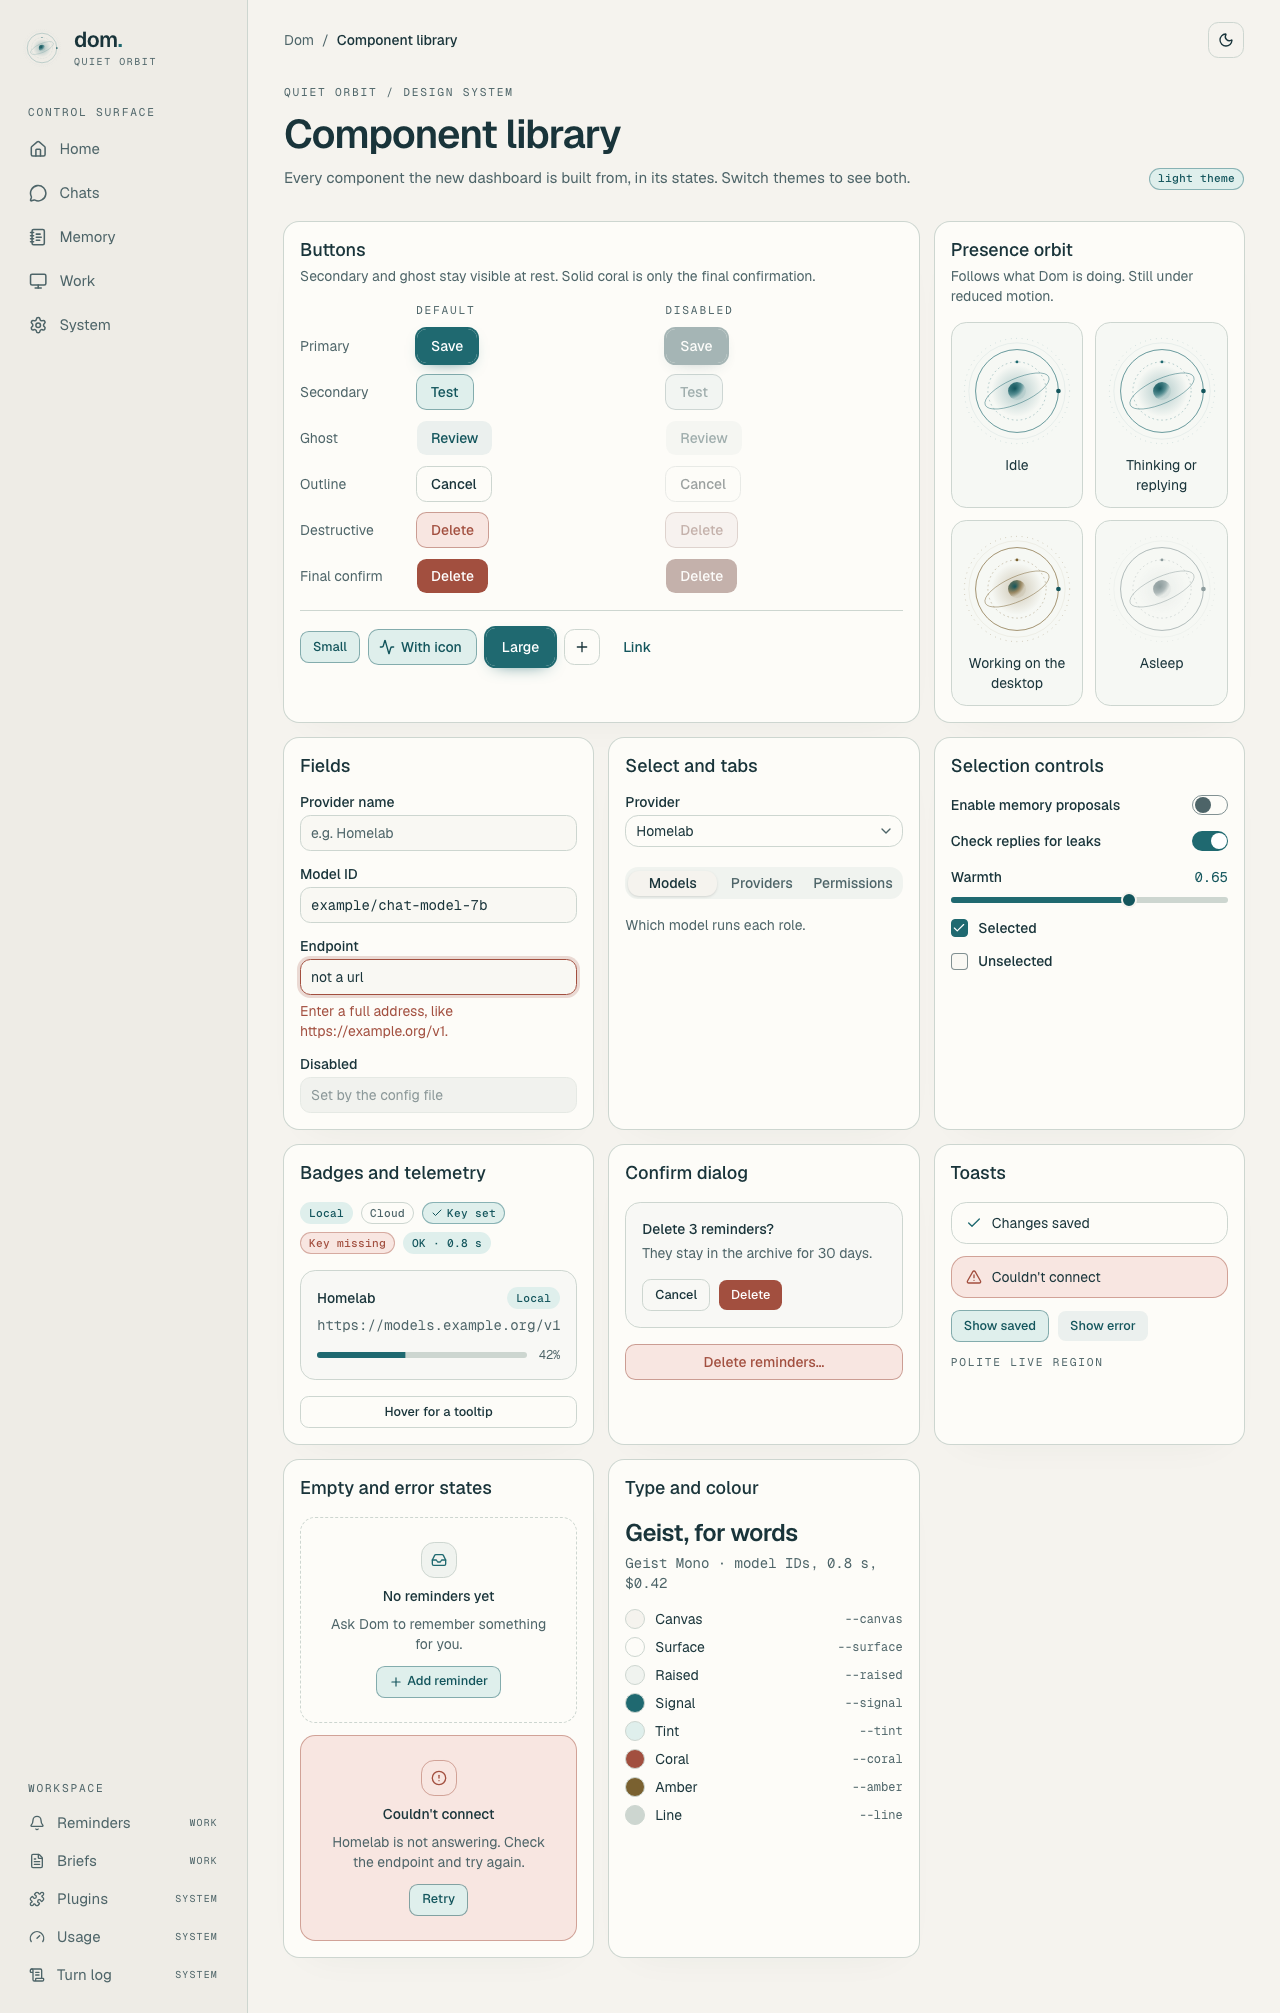 dom.
QUIET ORBIT
CONTROL SURFACE
Home
Chats
Memory
Work
System
WORKSPACE
Reminders WORK
Briefs WORK
Plugins SYSTEM
Usage SYSTEM
Turn log SYSTEM
Dom / Component library
QUIET ORBIT / DESIGN SYSTEM
Component library
Every component the new dashboard is built from, in its states. Switch themes to see both.
light theme
Buttons
Secondary and ghost stay visible at rest. Solid coral is only the final confirmation.
DEFAULT DISABLED
Primary Save Save
Secondary Test Test
Ghost Review Review
Outline Cancel Cancel
Destructive Delete Delete
Final confirm Delete Delete
Small With icon Large Link
Presence orbit
Follows what Dom is doing. Still under
reduced motion.
Idle
Thinking or
replying
Working on the
desktop
Asleep
Fields
Provider name
e.g. Homelab
Model ID
example/chat-model-7b
Endpoint
not a url
Enter a full address, like
https://example.org/v1.
Disabled
Set by the config file
Select and tabs
Provider
Homelab
Models Providers Permissions
Which model runs each role.
Selection controls
Enable memory proposals
Check replies for leaks
Warmth 0.65
Selected
Unselected
Badges and telemetry
Local Cloud Key set
Key missing OK · 0.8 s
Homelab Local
https://models.example.org/v1
42%
Hover for a tooltip
Confirm dialog
Delete 3 reminders?
They stay in the archive for 30 days.
Cancel Delete
Delete reminders…
Toasts
Changes saved
Couldn't connect
Show saved Show error
POLITE LIVE REGION
Empty and error states
No reminders yet
Ask Dom to remember something
for you.
Add reminder
Couldn't connect
Homelab is not answering. Check
the endpoint and try again.
Retry
Type and colour
Geist, for words
Geist Mono · model IDs, 0.8 s,
$0.42
Canvas --canvas
Surface --surface
Raised --raised
Signal --signal
Tint --tint
Coral --coral
Amber --amber
Line --line